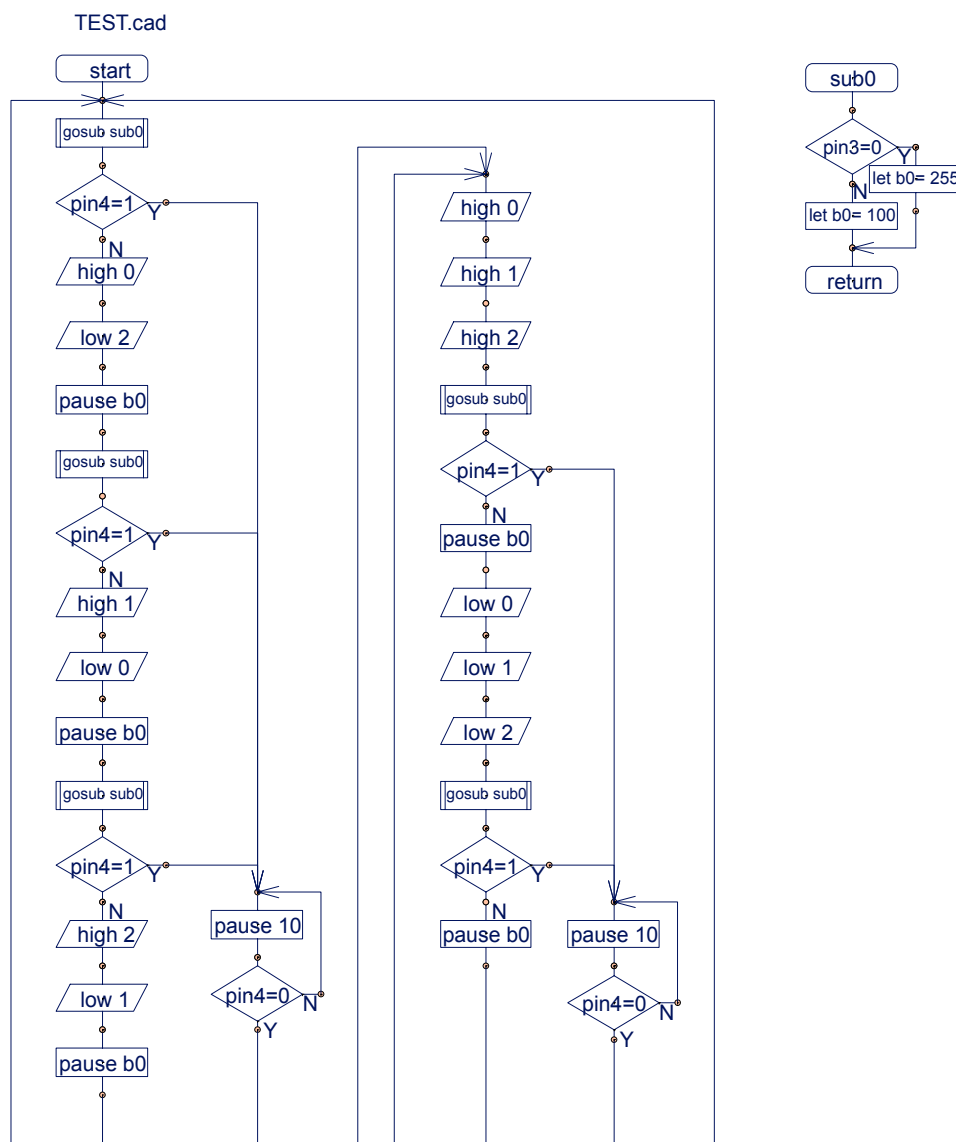 TEST.cad
start
gosub sub0
pin4=1
Y
N
high 0
low 2
pause b0
gosub sub0
pin4=1
Y
N
high 1
low 0
pause b0
gosub sub0
pin4=1
Y
N
high 2
low 1
pause b0
pause 10
pin4=0
N
Y
high 0
high 1
high 2
gosub sub0
pin4=1
Y
N
pause b0
low 0
low 1
low 2
gosub sub0
pin4=1
Y
N
pause b0
pause 10
pin4=0
N
Y
sub0
pin3=0
Y
let b0= 255
N
let b0= 100
return